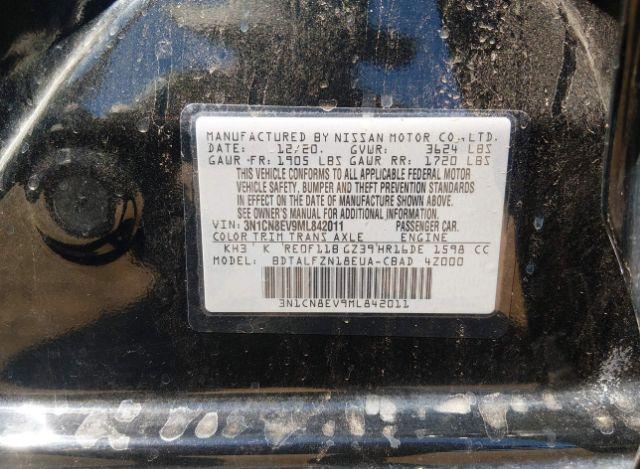 MANUFACTURED BY NISSAN MOTOR CO.,LTD.
DATE: 12/20. GVWR: 3624 LBS
GAWR FR: 1905 LBS GAWR RR: 1720 LBS
THIS VEHICLE CONFORMS TO ALL APPLICABLE FEDERAL MOTOR
VEHICLE SAFETY, BUMPER AND THEFT PREVENTION STANDARDS
IN EFFECT ON THE DATE OF MANUFACTURE SHOWN ABOVE.
SEE OWNER'S MANUAL FOR ADDITIONAL INFORMATION.
VIN: 3N1CN8EV9ML842011 PASSENGER CAR.
COLOR TRIM TRANS AXLE ENGINE
KH3 K RE0F11B GZ39 HR16DE 1598 CC
MODEL: BDTALFZN18EUA-CBAD 42000
3N1CN8EV9ML842011